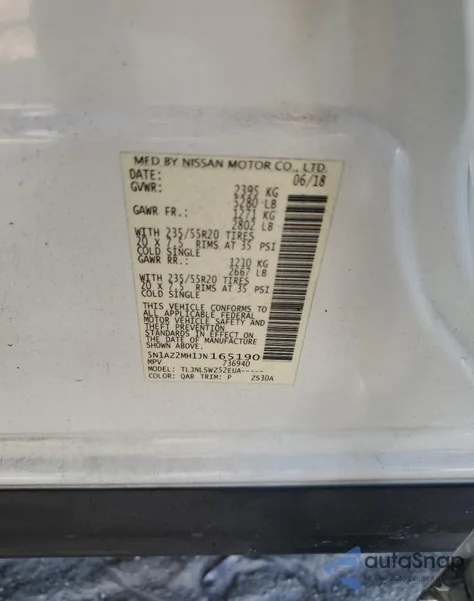 MFD BY NISSAN MOTOR CO., LTD.
DATE: 06/18
GVWR: 2395 KG
5280 LB
GAWR FR.: 1271 KG
2802 LB
WITH 235/55R20 TIRES
20 x 7.5 RIMS AT 35 PSI
COLD SINGLE
GAWR RR.: 1210 KG
2667 LB
WITH 235/55R20 TIRES
20 x 7.5 RIMS AT 35 PSI
COLD SINGLE
THIS VEHICLE CONFORMS TO
ALL APPLICABLE FEDERAL
MOTOR VEHICLE SAFETY AND
THEFT PREVENTION
STANDARDS IN EFFECT ON
THE DATE OF MANUFACTURE
SHOWN ABOVE
5N1AZ2MH1JN165190
MPV 236940
MODEL: TLJNLSWZ52EUA-----
COLOR: QAB TRIM: P ZS30A
autoSnap